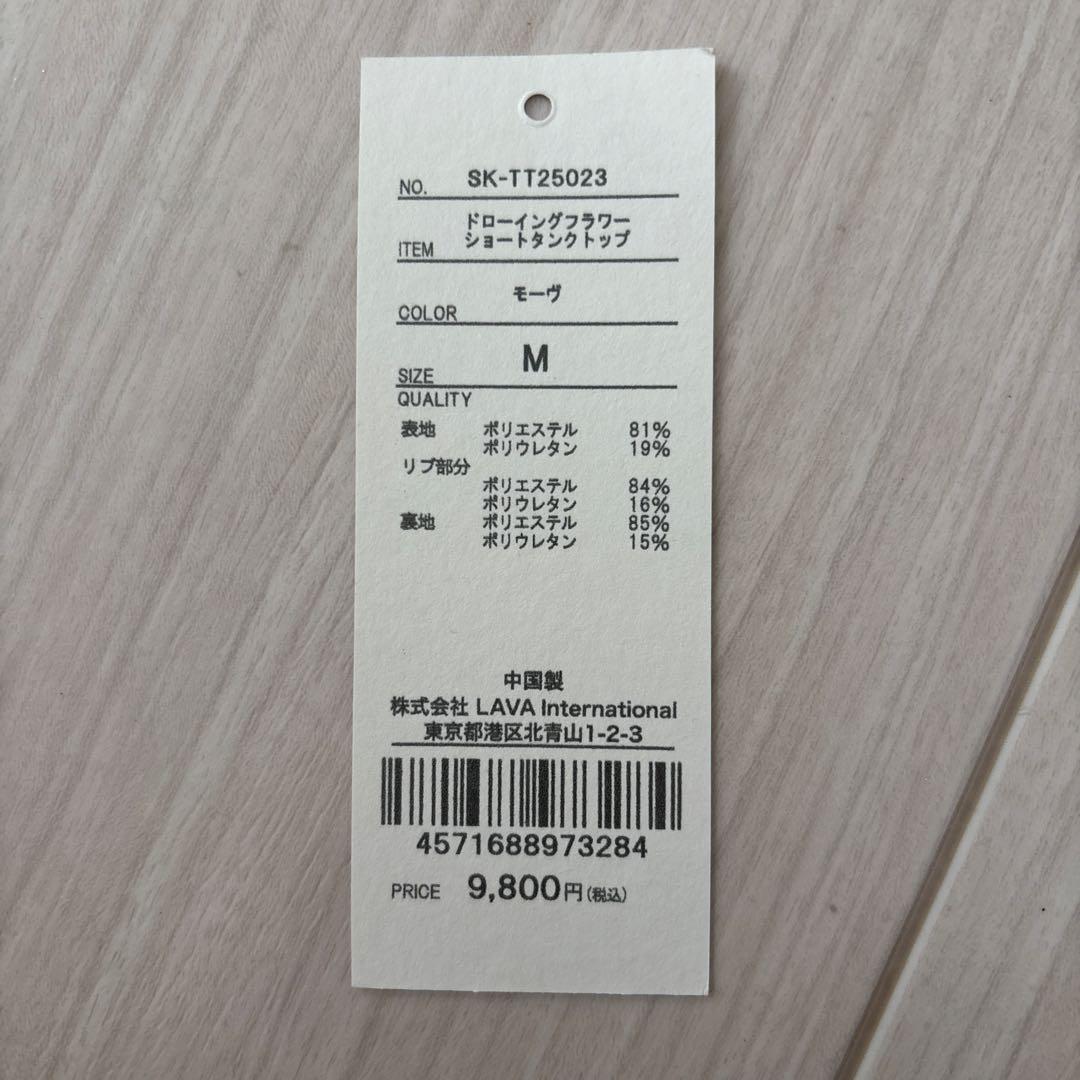 NO. SK-TT25023
ドローイングフラワー
ITEM ショートタンクトップ
COLOR モーヴ
SIZE M
QUALITY
表地 ポリエステル 81%
ポリウレタン 19%
リブ部分
ポリエステル 84%
ポリウレタン 16%
裏地 ポリエステル 85%
ポリウレタン 15%
中国製
株式会社 LAVA International
東京都港区北青山1-2-3
4571688973284
PRICE 9,800円(税込)